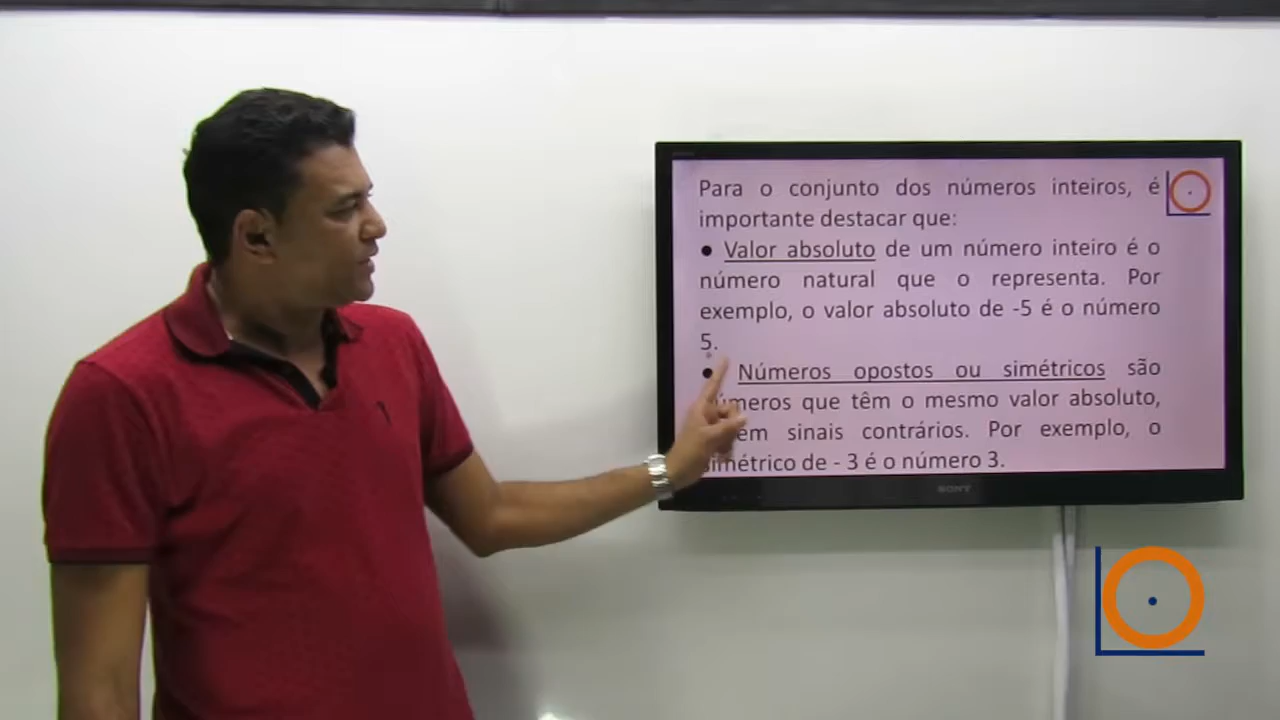 Para o conjunto dos números inteiros, é
importante destacar que:
● Valor absoluto de um número inteiro é o
número natural que o representa. Por
exemplo, o valor absoluto de -5 é o número
5.
● Números opostos ou simétricos são
números que têm o mesmo valor absoluto,
em sinais contrários. Por exemplo, o
simétrico de - 3 é o número 3.
SONY